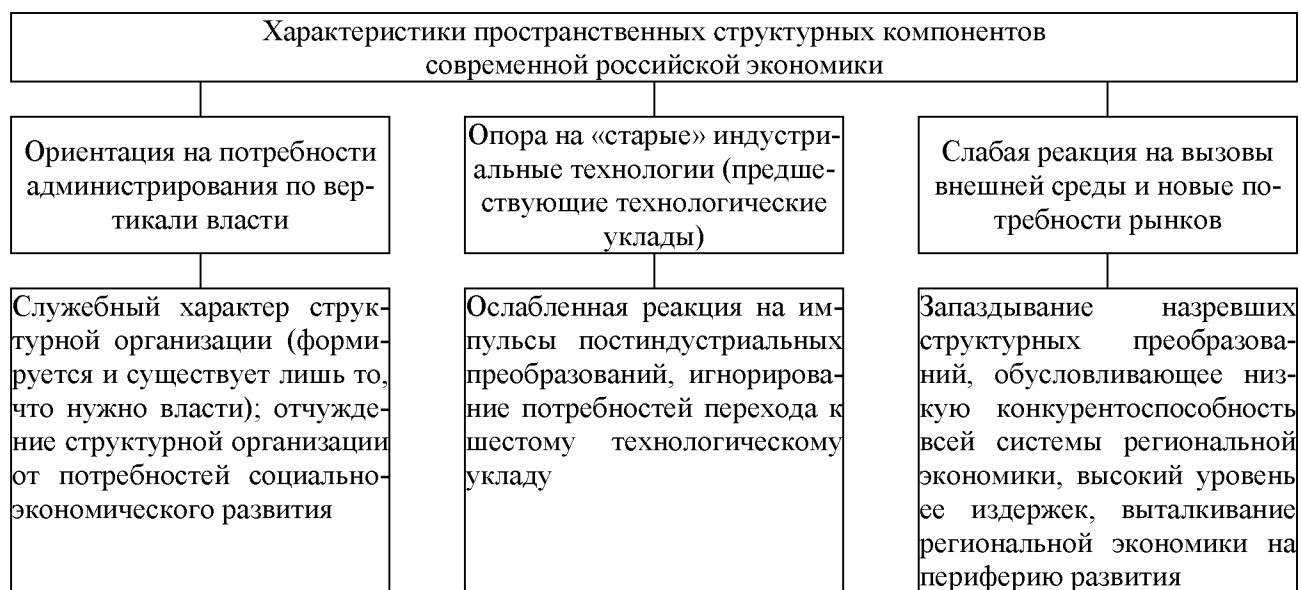 Характеристики пространственных структурных компонентов
современной российской экономики
Ориентация на потребности
администрирования по вер-
тикали власти
Опора на «старые» индустри-
альные технологии (предше-
ствующие технологические
уклады)
Слабая реакция на вызовы
внешней среды и новые по-
требности рынков
Служебный характер струк-
турной организации (форми-
руется и существует лишь то,
что нужно власти); отчужде-
ние структурной организации
от потребностей социально-
экономического развития
Ослабленная реакция на им-
пульсы постиндустриальных
преобразований, игнорирова-
ние потребностей перехода к
шестому технологическому
укладу
Запаздывание назревших
структурных преобразова-
ний, обусловливающее низ-
кую конкурентоспособность
всей системы региональной
экономики, высокий уровень
ее издержек, выталкивание
региональной экономики на
периферию развития